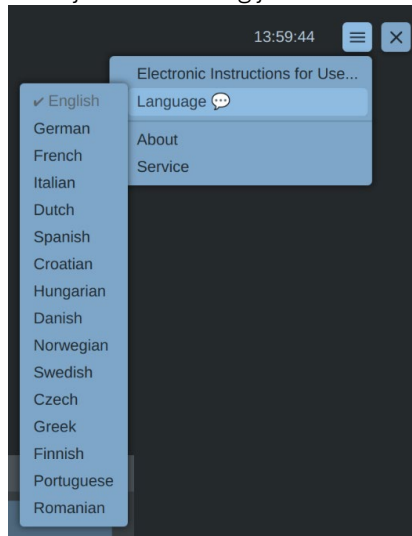 13:59:44
Electronic Instructions for Use...
Language 💬
About
Service
✔ English
German
French
Italian
Dutch
Spanish
Croatian
Hungarian
Danish
Norwegian
Swedish
Czech
Greek
Finnish
Portuguese
Romanian